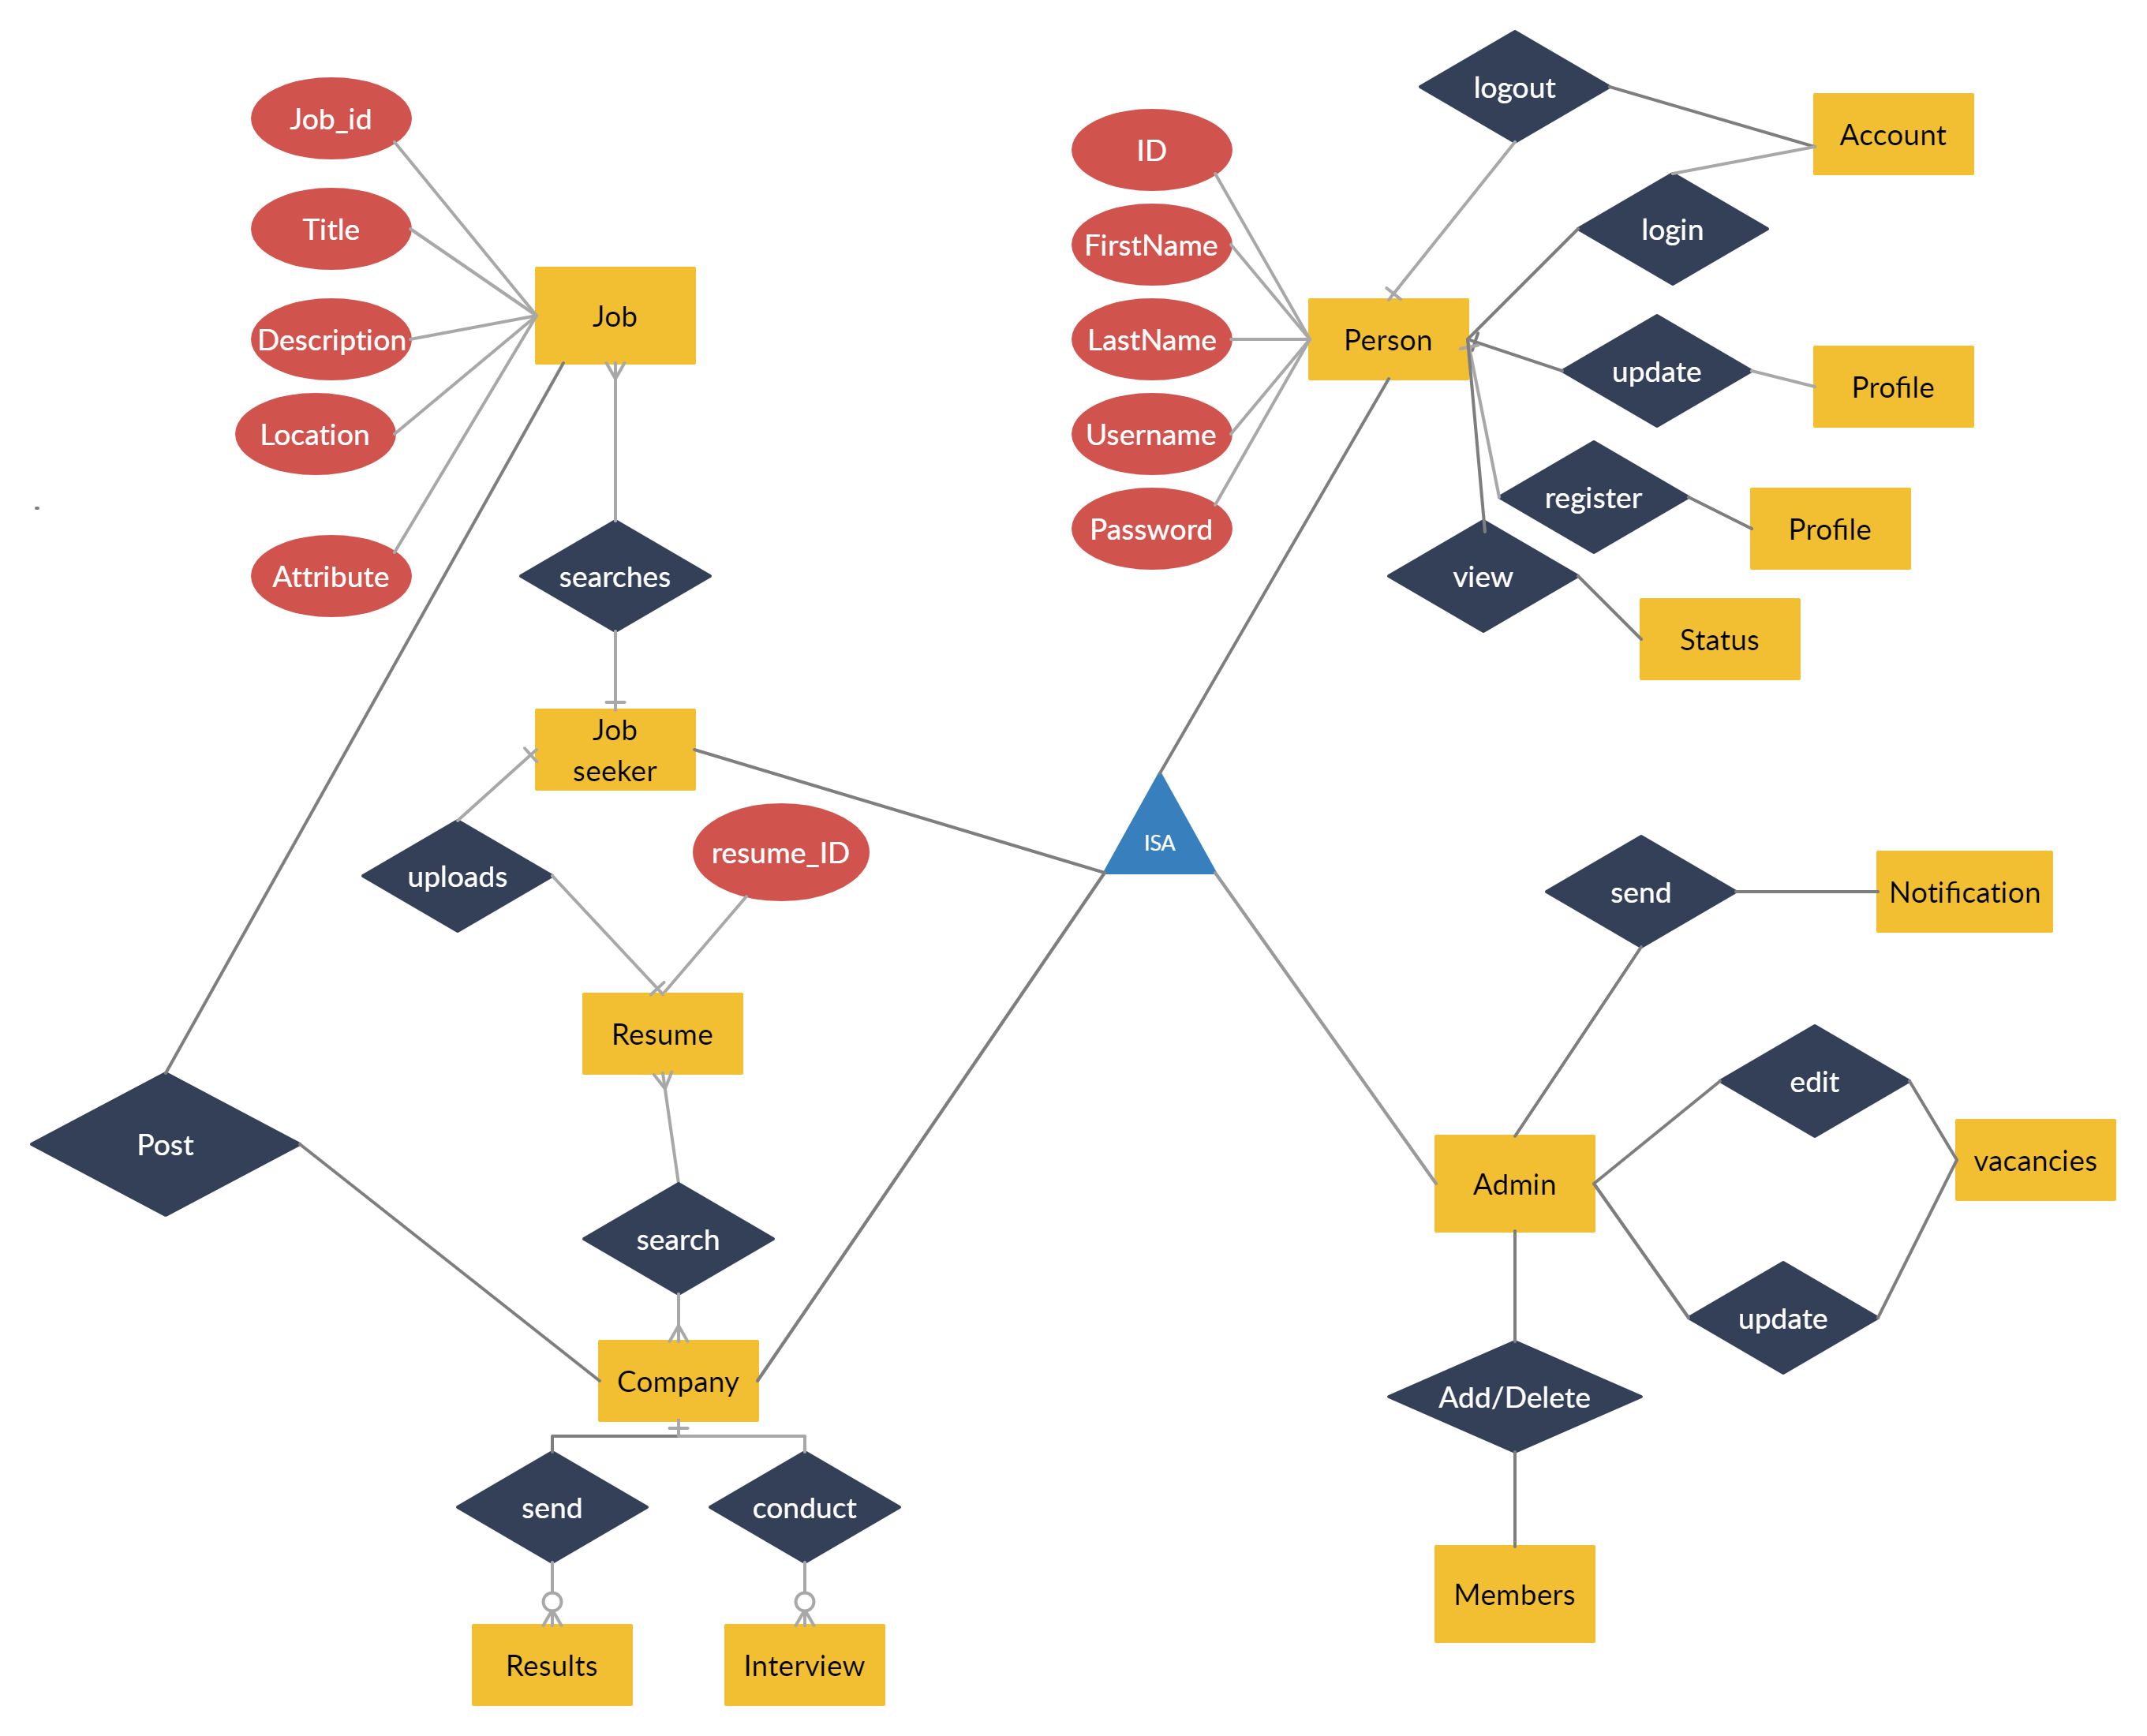 logout
Job_id
Account
ID
Title
login
FirstName
Job
Description
LastName
Person
update
Profile
Location
Username
register
Password
Profile
Attribute
searches
view
Status
Job
seeker
ISA
resume_ID
uploads
send
Notification
Resume
edit
Post
vacancies
Admin
search
update
Company
Add/Delete
send
conduct
Members
Results
Interview